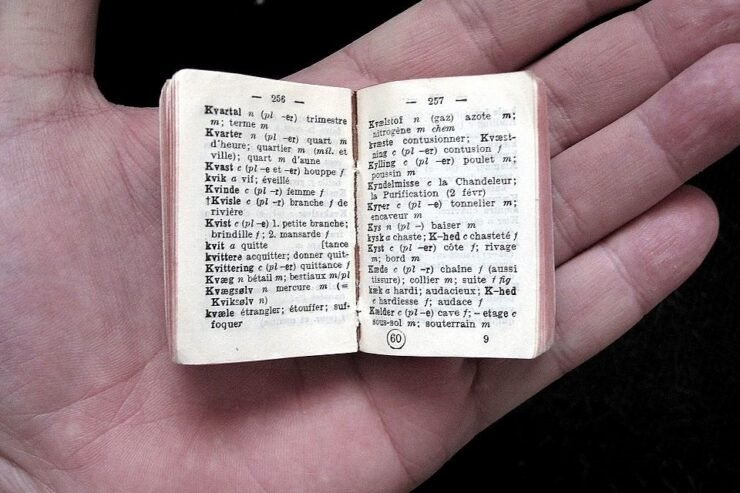 — 256 —
Kvartal n (pl -er) trimestre
m; terme m
Kvarter n (pl -er) quart m
d'heure; quartier m (mil. et
ville); quart m d'aune
Kvast c (pl -e et -er) houppe f
kvik a vif; éveillé
Kvinde c (pl -r) femme f
†Kvisle c (pl -r) branche f de
rivière
Kvist c (pl -e) 1. petite branche;
brindille f; 2. mansarde f
kvit a quitte [tance
kvittere acquitter; donner quit-
Kvittering c (pl -er) quittance f
Kvæg n bétail m; bestiaux m/pl
Kvægsølv n mercure m (=
Kviksølv n)
kvæle étrangler; étouffer; suf-
foquer
— 257 —
Kvælstof n (gaz) azote m;
nitrogène m chem
kvæste contusionner; Kvæst-
ning c (pl -er) contusion f
Kylling c (pl -er) poulet m;
poussin m
Kyndelmisse c la Chandeleur;
la Purification (2 févr)
Kyper c (pl -e) tonnelier m;
encaveur m
Kys n (pl -) baiser m
kysk a chaste; K-hed c chasteté f
Kyst c (pl -er) côte f; rivage
m; bord m
Kæde c (pl -r) chaîne f (aussi
tissure); collier m; suite f fig
kæk a hardi; audacieux; K-hed
c hardiesse f; audace f
Kælder c (pl -e) cave f; - etage c
sous-sol m; souterrain m
60 9